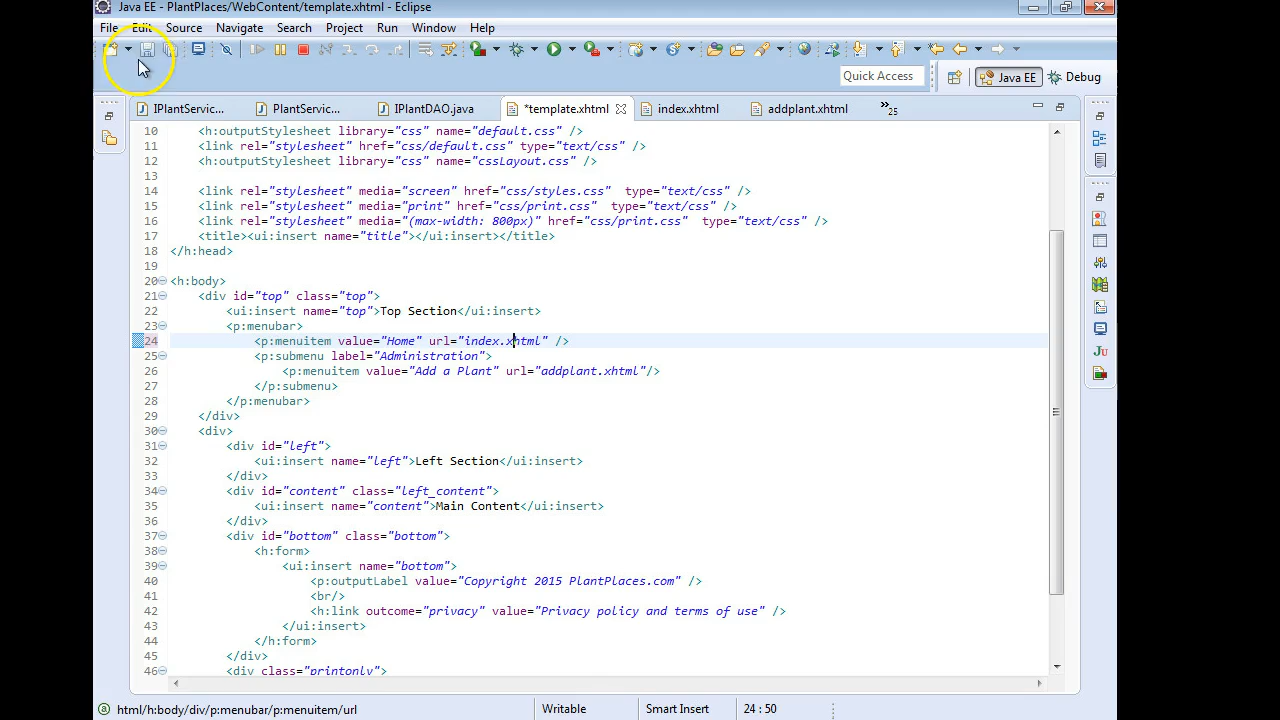 Java EE - PlantPlaces/WebContent/template.xhtml - Eclipse
File Edit Source Navigate Search Project Run Window Help
Quick Access Java EE Debug
IPlantServic... PlantServic... IPlantDAO.java *template.xhtml index.xhtml addplant.xhtml »25
10 <h:outputStylesheet library="css" name="default.css" />
11 <link rel="stylesheet" href="css/default.css" type="text/css" />
12 <h:outputStylesheet library="css" name="cssLayout.css" />
13
14 <link rel="stylesheet" media="screen" href="css/styles.css"  type="text/css" />
15 <link rel="stylesheet" media="print" href="css/print.css"  type="text/css" />
16 <link rel="stylesheet" media="(max-width: 800px)" href="css/print.css"  type="text/css" />
17 <title><ui:insert name="title"></ui:insert></title>
18 </h:head>
19
20 <h:body>
21 <div id="top" class="top">
22 <ui:insert name="top">Top Section</ui:insert>
23 <p:menubar>
24 <p:menuitem value="Home" url="index.xhtml" />
25 <p:submenu label="Administration">
26 <p:menuitem value="Add a Plant" url="addplant.xhtml"/>
27 </p:submenu>
28 </p:menubar>
29 </div>
30 <div>
31 <div id="left">
32 <ui:insert name="left">Left Section</ui:insert>
33 </div>
34 <div id="content" class="left_content">
35 <ui:insert name="content">Main Content</ui:insert>
36 </div>
37 <div id="bottom" class="bottom">
38 <h:form>
39 <ui:insert name="bottom">
40 <p:outputLabel value="Copyright 2015 PlantPlaces.com" />
41 <br/>
42 <h:link outcome="privacy" value="Privacy policy and terms of use" />
43 </ui:insert>
44 </h:form>
45 </div>
46 <div class="printonly">
html/h:body/div/p:menubar/p:menuitem/url Writable Smart Insert 24 : 50